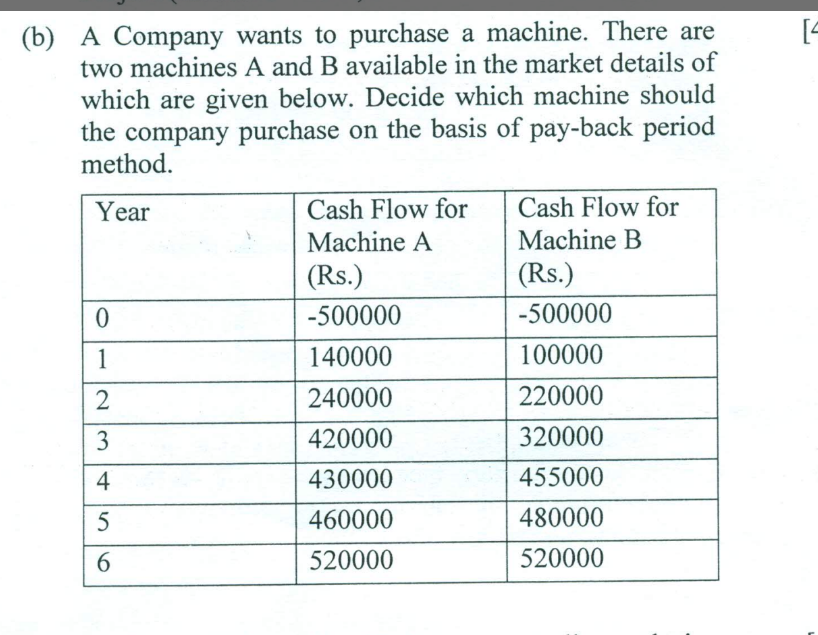 (b) A Company wants to purchase a machine. There are
two machines A and B available in the market details of
which are given below. Decide which machine should
the company purchase on the basis of pay-back period
method.
Year Cash Flow for Machine A (Rs.) Cash Flow for Machine B (Rs.)
0 -500000 -500000
1 140000 100000
2 240000 220000
3 420000 320000
4 430000 455000
5 460000 480000
6 520000 520000